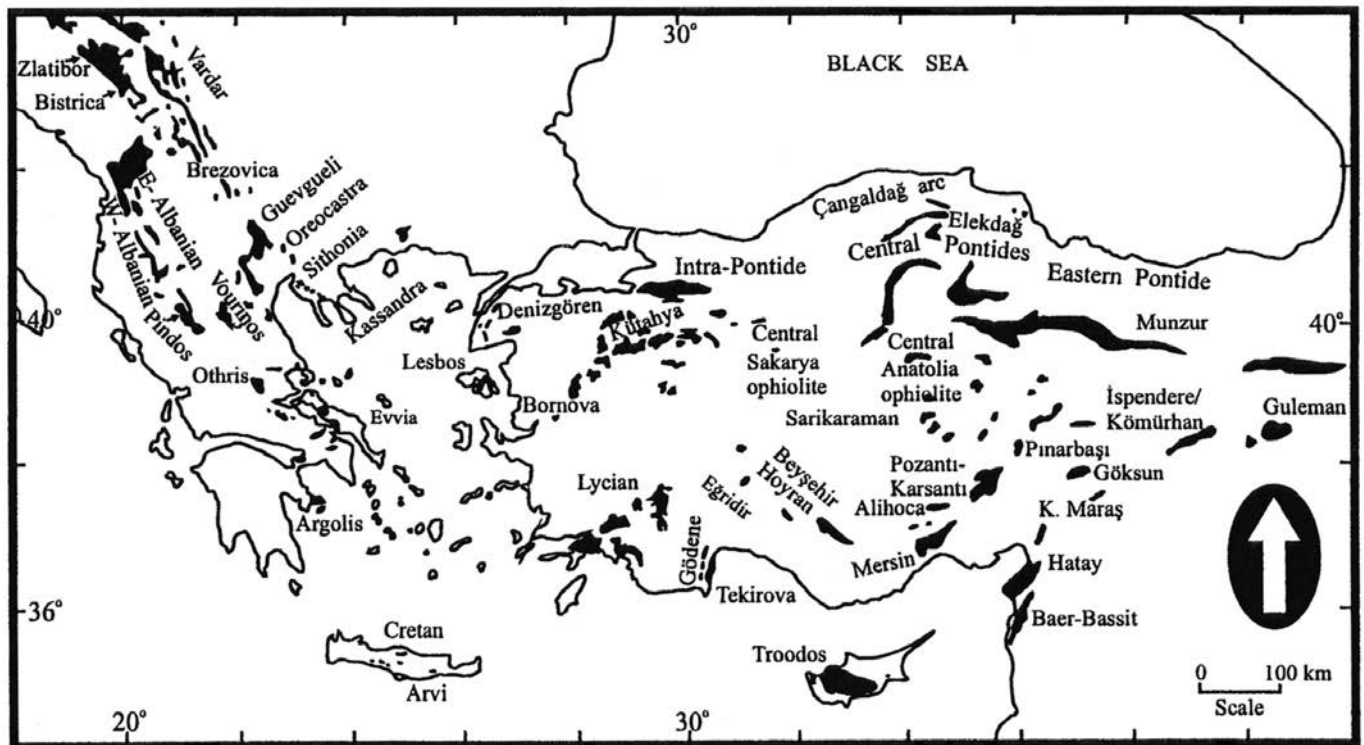 30°
BLACK SEA
Zlatibor
Vardar
Bistrica
Brezovica
Guevgueli
Oreocastra
Sithonia
E- Albanian
W- Albanian
Pindos
Vourinos
Kassandra
Çangaldağ arc
Elekdağ
Central Pontides
Intra-Pontide
Eastern Pontide
40°
Denizgören
Kütahya
Central
Sakarya
ophiolite
Central
Anatolia
ophiolite
Munzur
40°
Othris
Lesbos
Evvia
Bornova
Sarikaraman
İspendere/
Kömürhan
Guleman
Pınarbaşı
Göksun
Pozantı-
Karsantı
Alihoca
K. Maraş
Lycian
Eğridir
Beyşehir
Hoyran
Argolis
Gödene
Tekirova
Mersin
Hatay
36°
Baer-Bassit
Cretan
Arvi
Troodos
0 100 km
Scale
20°
30°